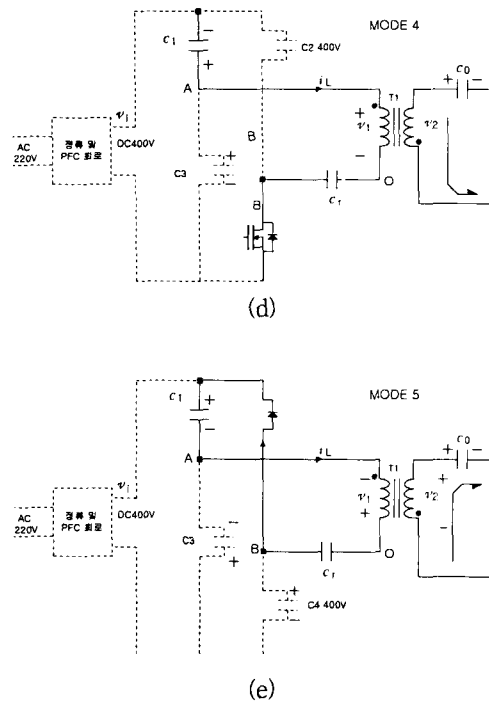 MODE 4
C1
−
+
C2 400V
A
iL
T1
+
C0
−
v1
정류 및
PFC 회로
DC400V
AC
220V
C3
+
−
B
+
v1
−
v2
B
Cr
O
(d)
MODE 5
C1
+
−
A
iL
T1
+
C0
−
v1
정류 및
PFC 회로
DC400V
AC
220V
C3
−
+
B
−
v1
+
v2
+
−
Cr
O
+
−
C4 400V
(e)